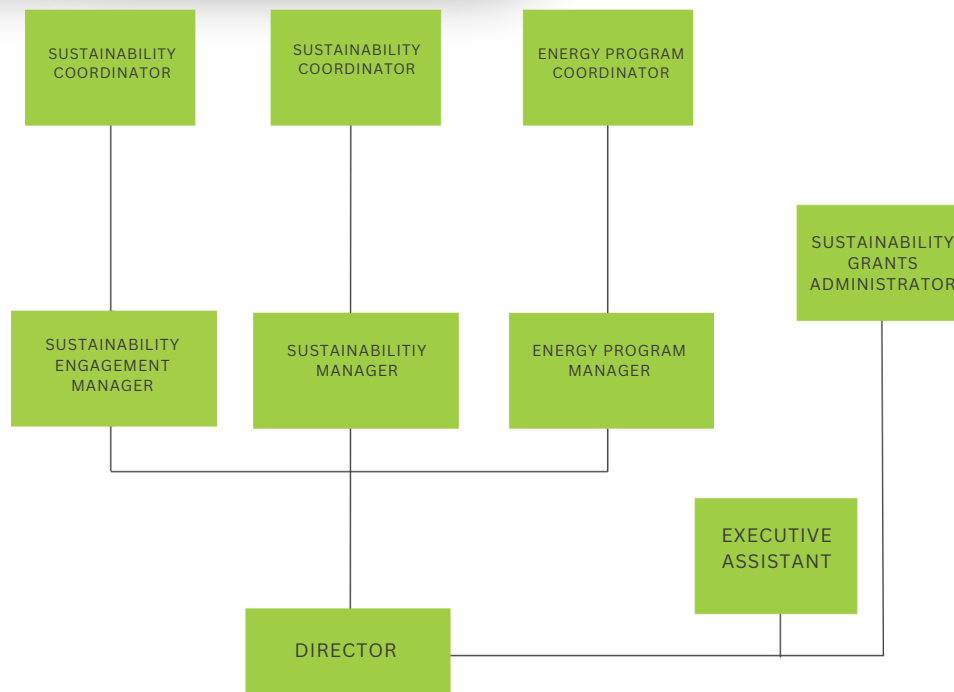 SUSTAINABILITY
COORDINATOR
SUSTAINABILITY
COORDINATOR
ENERGY PROGRAM
COORDINATOR
SUSTAINABILITY
GRANTS
ADMINISTRATOR
SUSTAINABILITY
ENGAGEMENT
MANAGER
SUSTAINABILITIY
MANAGER
ENERGY PROGRAM
MANAGER
EXECUTIVE
ASSISTANT
DIRECTOR